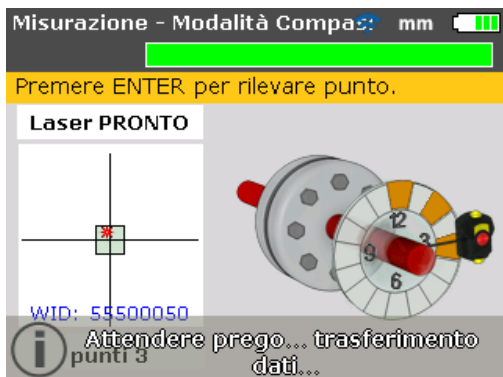 Misurazione - Modalità Compas mm
Premere ENTER per rilevare punto.
Laser PRONTO
12
9
3
6
WID: 55500050
Attendere prego... trasferimento
punti 3
dati...